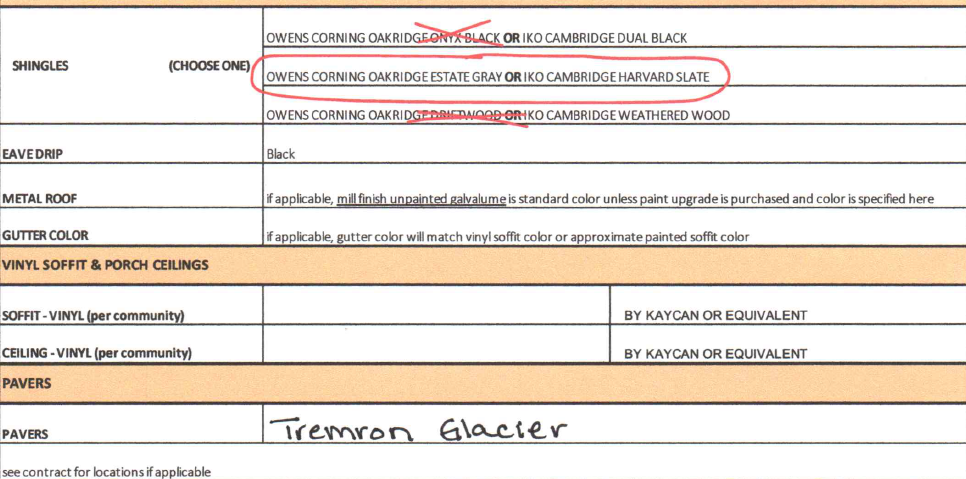 OWENS CORNING OAKRIDGE ONYX BLACK OR IKO CAMBRIDGE DUAL BLACK
SHINGLES (CHOOSE ONE) OWENS CORNING OAKRIDGE ESTATE GRAY OR IKO CAMBRIDGE HARVARD SLATE
OWENS CORNING OAKRIDGE DRIFTWOOD OR IKO CAMBRIDGE WEATHERED WOOD
EAVE DRIP Black
METAL ROOF if applicable, mill finish unpainted galvalume is standard color unless paint upgrade is purchased and color is specified here
GUTTER COLOR if applicable, gutter color will match vinyl soffit color or approximate painted soffit color
VINYL SOFFIT & PORCH CEILINGS
SOFFIT - VINYL (per community) BY KAYCAN OR EQUIVALENT
CEILING - VINYL (per community) BY KAYCAN OR EQUIVALENT
PAVERS
PAVERS Tremron Glacier
see contract for locations if applicable